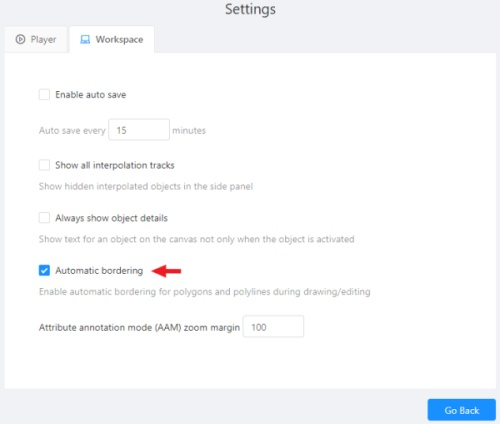 Settings
Player
Workspace
Enable auto save
Auto save every 15 minutes
Show all interpolation tracks
Show hidden interpolated objects in the side panel
Always show object details
Show text for an object on the canvas not only when the object is activated
Automatic bordering
Enable automatic bordering for polygons and polylines during drawing/editing
Attribute annotation mode (AAM) zoom margin 100
Go Back